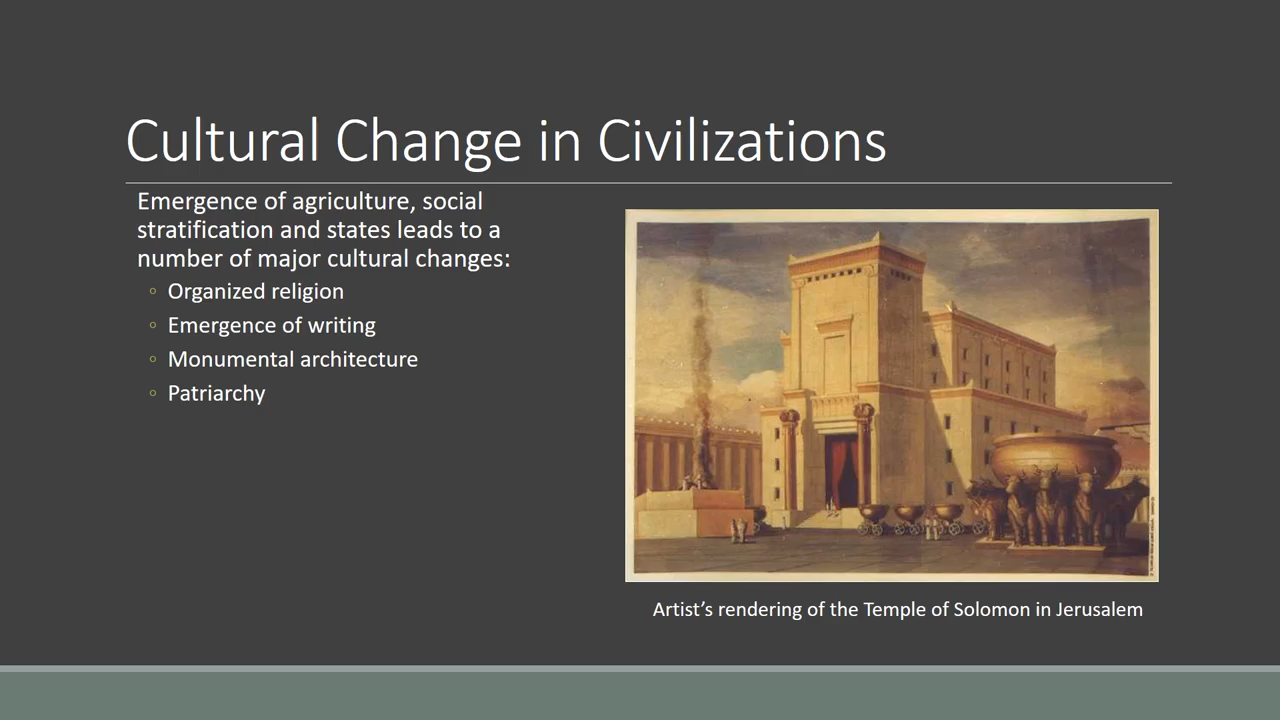 Cultural Change in Civilizations
Emergence of agriculture, social
stratification and states leads to a
number of major cultural changes:
◦ Organized religion
◦ Emergence of writing
◦ Monumental architecture
◦ Patriarchy
Artist’s rendering of the Temple of Solomon in Jerusalem